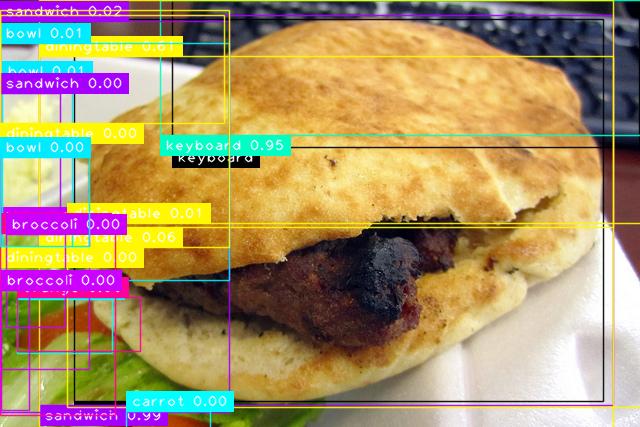 sandwich 0.02
bowl 0.01
diningtable 0.61
bowl 0.01
sandwich 0.00
diningtable 0.00
bowl 0.00
keyboard 0.95
keyboard
diningtable 0.01
broccoli 0.00
diningtable 0.06
diningtable 0.00
broccoli 0.00
carrot 0.00
sandwich 0.99